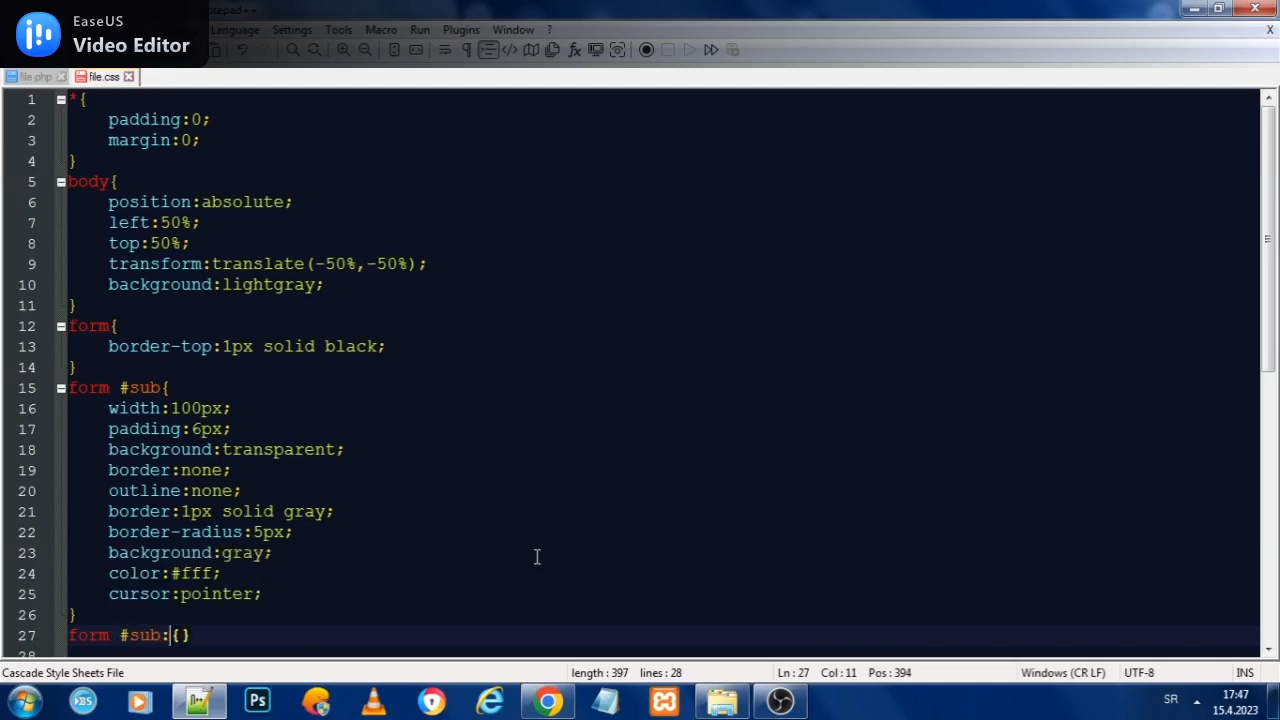 EaseUS
Video Editor
otepad++
Language Settings Tools Macro Run Plugins Window ? X
file.php file.css
1 *{
2 padding:0;
3 margin:0;
4 }
5 body{
6 position:absolute;
7 left:50%;
8 top:50%;
9 transform:translate(-50%,-50%);
10 background:lightgray;
11 }
12 form{
13 border-top:1px solid black;
14 }
15 form #sub{
16 width:100px;
17 padding:6px;
18 background:transparent;
19 border:none;
20 outline:none;
21 border:1px solid gray;
22 border-radius:5px;
23 background:gray;
24 color:#fff;
25 cursor:pointer;
26 }
27 form #sub:{}
28
Cascade Style Sheets File length : 397 lines : 28 Ln : 27 Col : 11 Pos : 394 Windows (CR LF) UTF-8 INS
Ps SR 17:47
15.4.2023